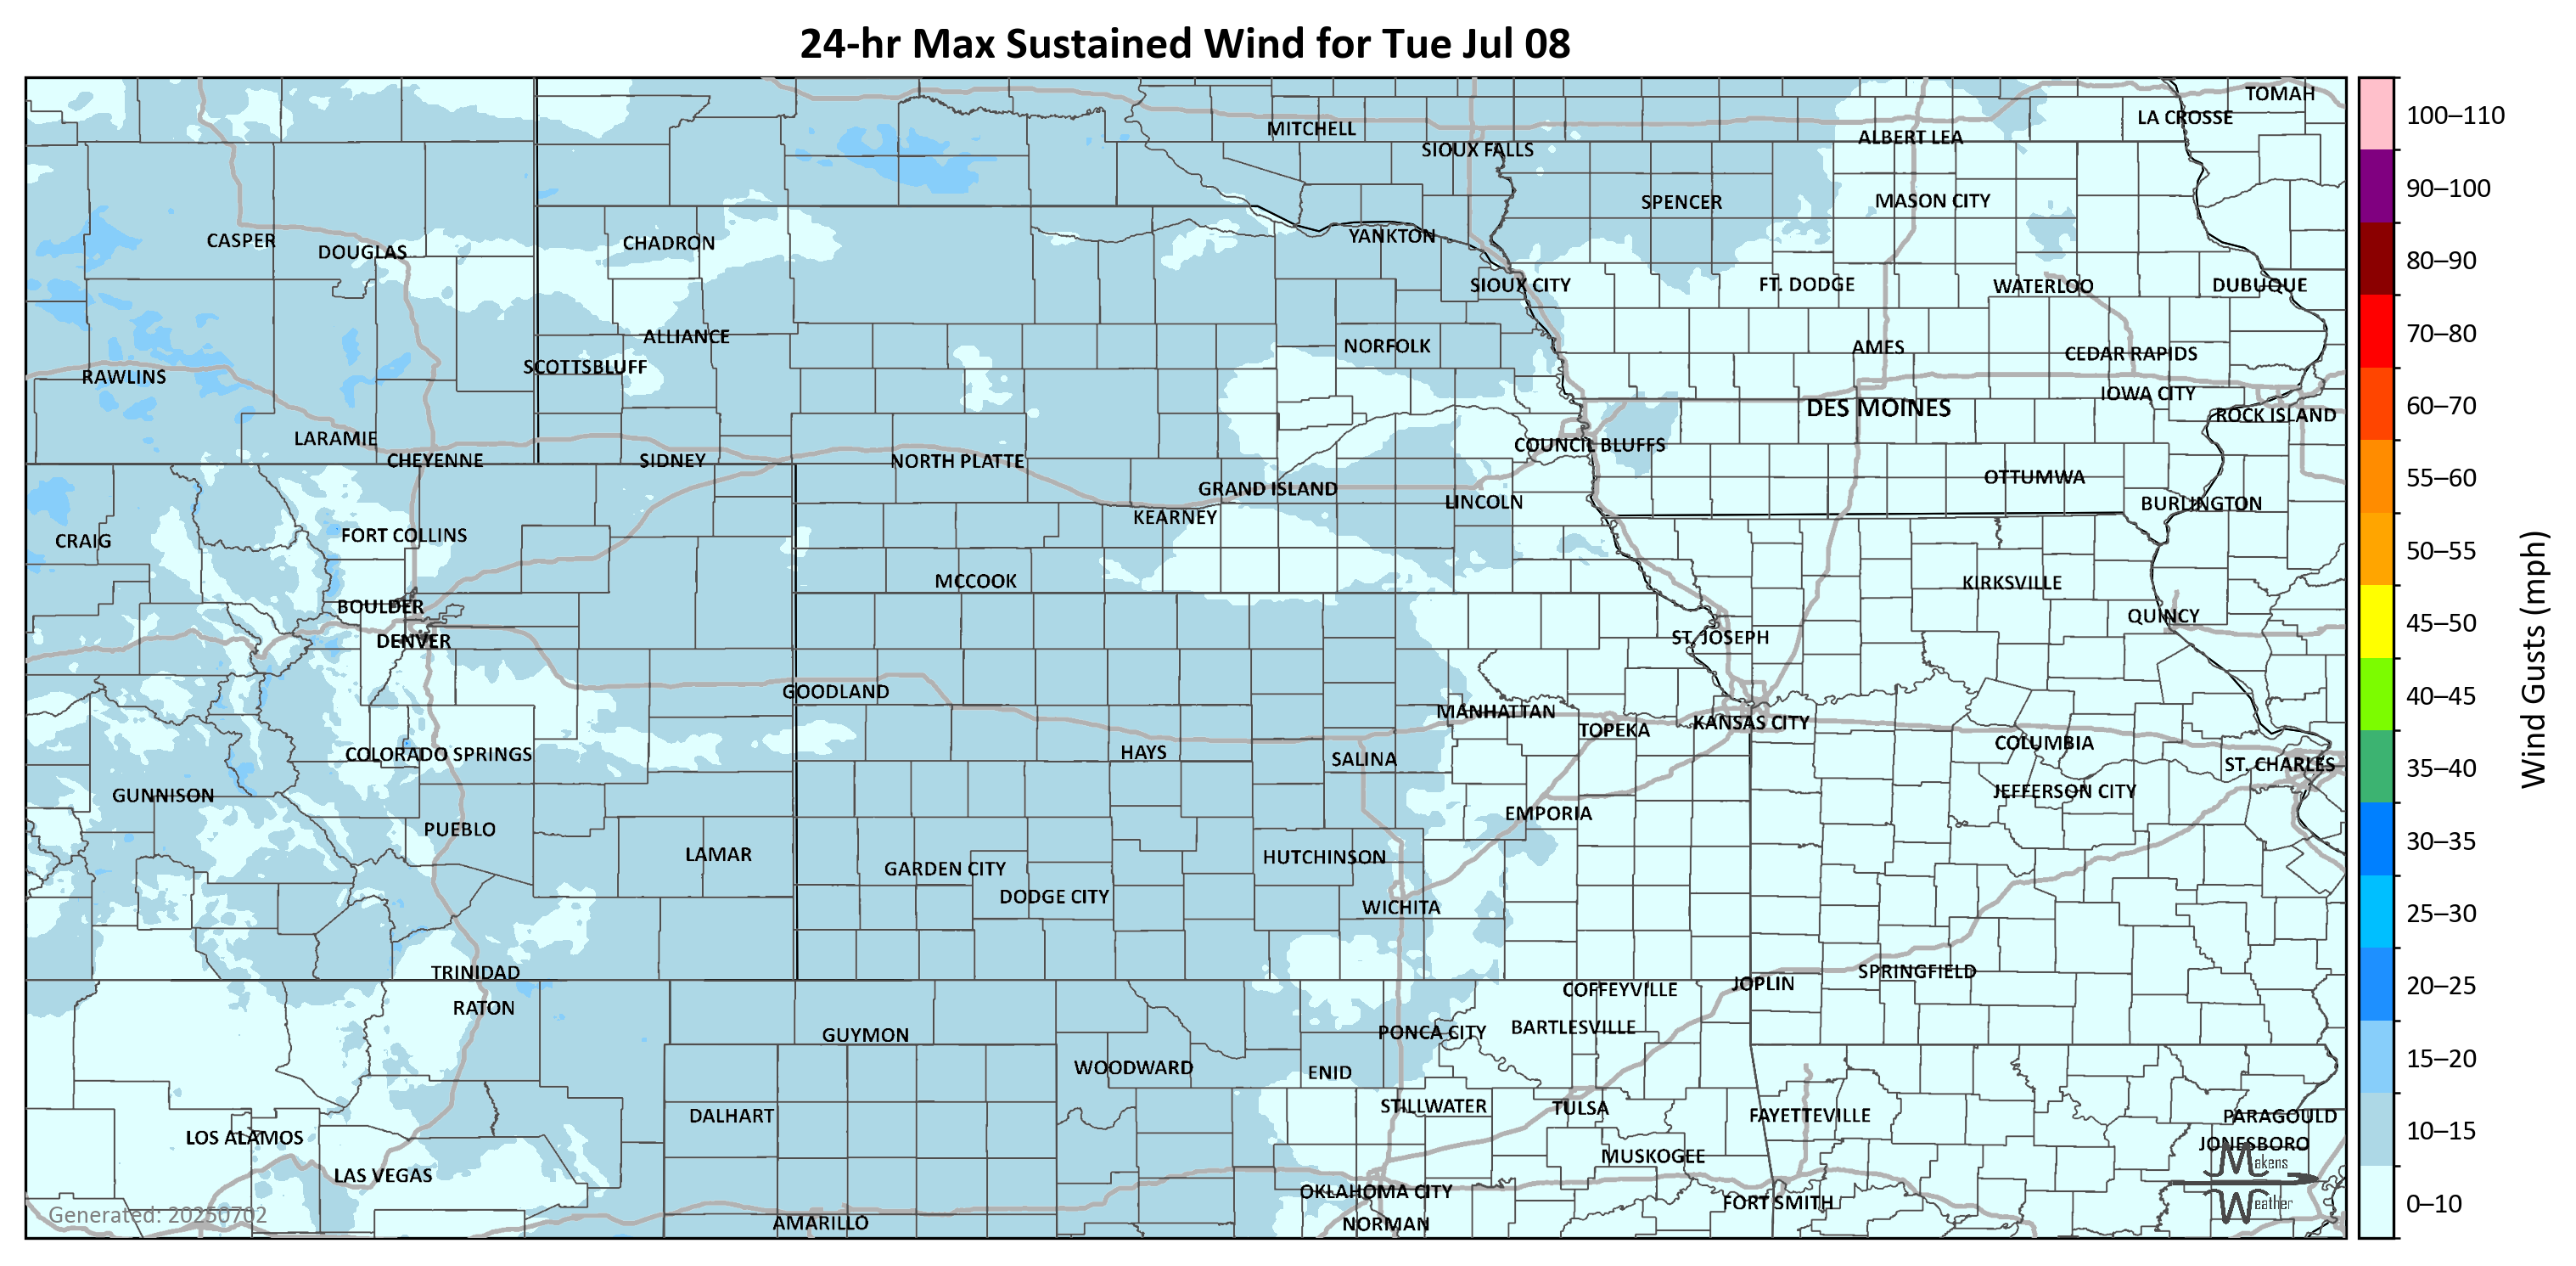 24-hr Max Sustained Wind for Tue Jul 08
TOMAH
LA CROSSE
MITCHELL
ALBERT LEA
SIOUX FALLS
SPENCER
MASON CITY
CASPER
DOUGLAS
CHADRON
YANKTON
SIOUX CITY
FT. DODGE
WATERLOO
DUBUQUE
ALLIANCE
NORFOLK
AMES
CEDAR RAPIDS
SCOTTSBLUFF
RAWLINS
IOWA CITY
DES MOINES
ROCK ISLAND
LARAMIE
COUNCIL BLUFFS
CHEYENNE
SIDNEY
NORTH PLATTE
OTTUMWA
GRAND ISLAND
LINCOLN
BURLINGTON
KEARNEY
FORT COLLINS
CRAIG
MCCOOK
KIRKSVILLE
BOULDER
QUINCY
DENVER
ST. JOSEPH
GOODLAND
MANHATTAN
KANSAS CITY
TOPEKA
COLUMBIA
COLORADO SPRINGS
HAYS
SALINA
ST. CHARLES
GUNNISON
JEFFERSON CITY
EMPORIA
PUEBLO
LAMAR
HUTCHINSON
GARDEN CITY
DODGE CITY
WICHITA
TRINIDAD
SPRINGFIELD
JOPLIN
COFFEYVILLE
RATON
BARTLESVILLE
GUYMON
PONCA CITY
WOODWARD
ENID
STILLWATER
TULSA
DALHART
FAYETTEVILLE
PARAGOULD
LOS ALAMOS
JONESBORO
MUSKOGEE
Makens
LAS VEGAS
OKLAHOMA CITY
FORT SMITH
Weather
Generated: 20250702
AMARILLO
NORMAN
100–110
90–100
80–90
70–80
60–70
55–60
50–55
45–50
40–45
35–40
30–35
25–30
20–25
15–20
10–15
0–10
Wind Gusts (mph)